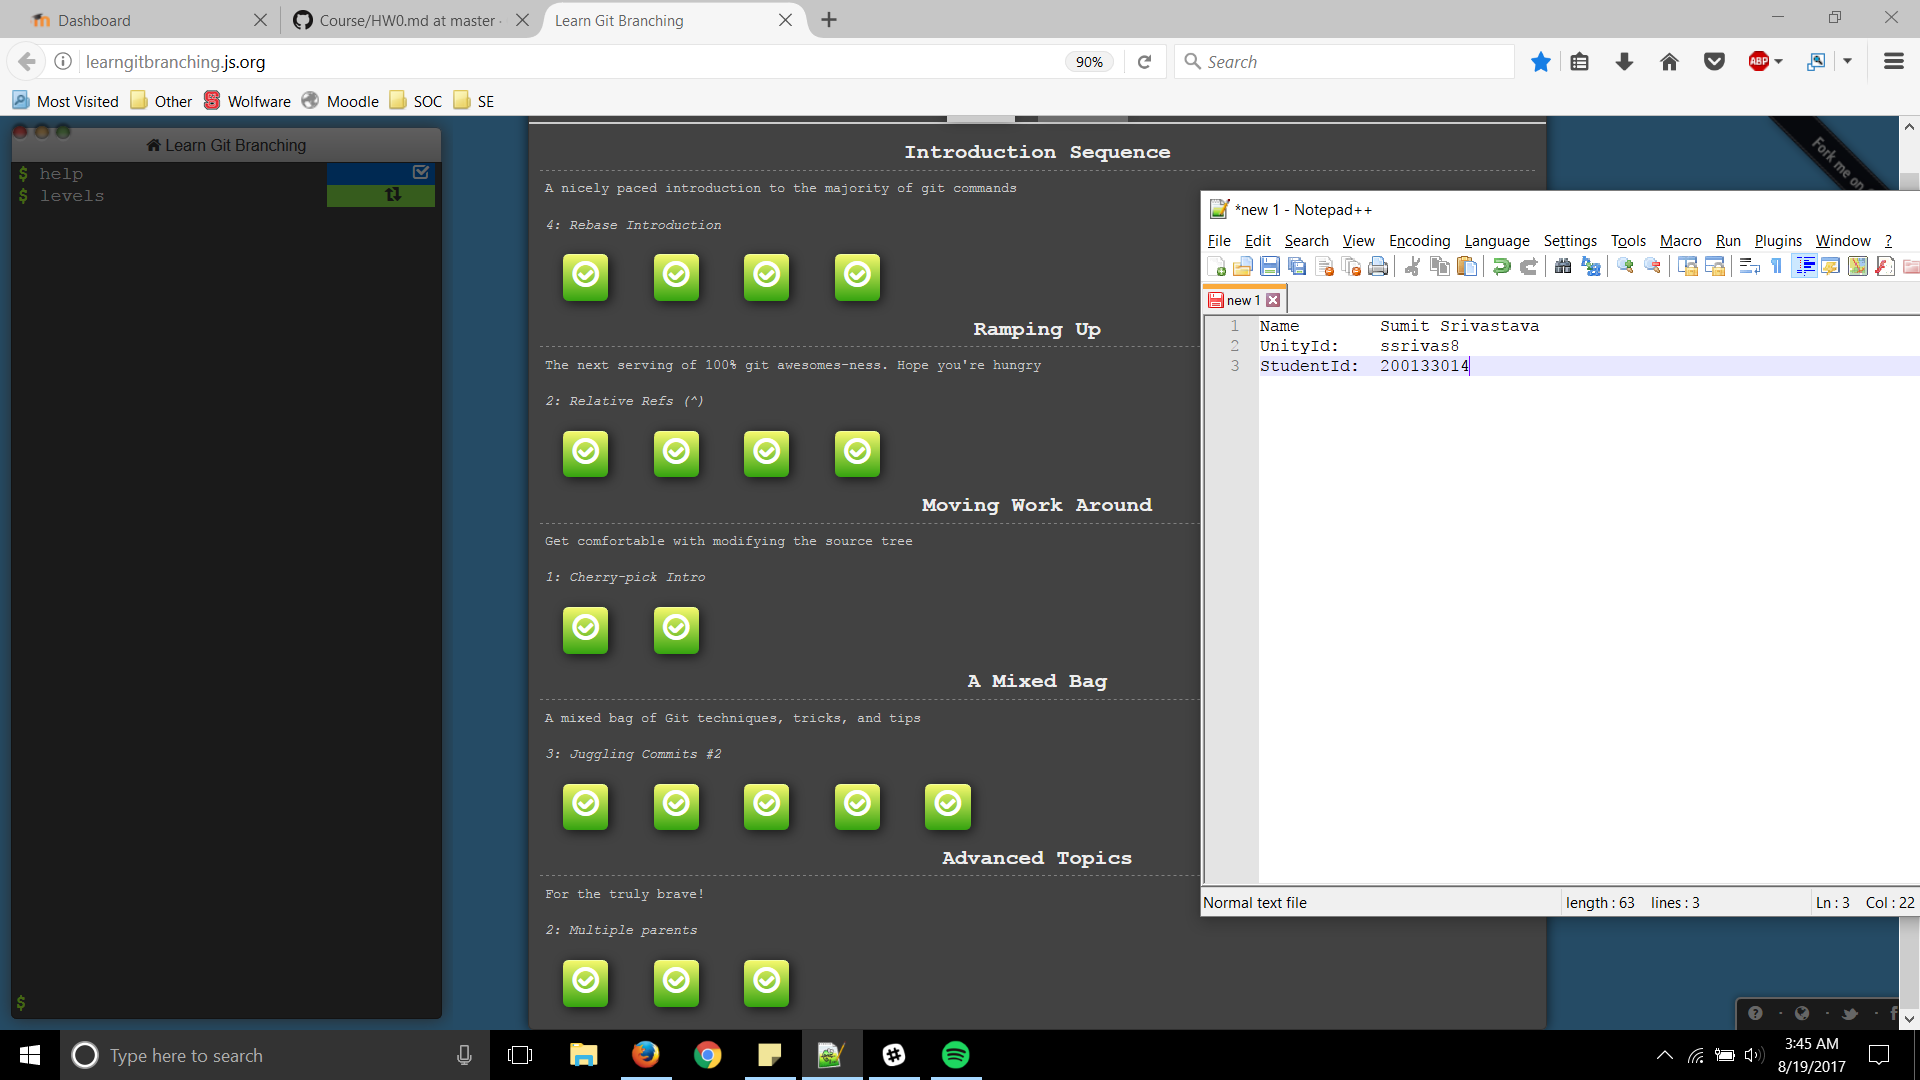 Dashboard
Course/HW0.md at master
Learn Git Branching
learngitbranching.js.org
90%
Search
ABP
Most Visited
Other
Wolfware
Moodle
SOC
SE
Learn Git Branching
$ help
$ levels
$
Introduction Sequence
A nicely paced introduction to the majority of git commands
4: Rebase Introduction
Ramping Up
The next serving of 100% git awesomes-ness. Hope you're hungry
2: Relative Refs (^)
Moving Work Around
Get comfortable with modifying the source tree
1: Cherry-pick Intro
A Mixed Bag
A mixed bag of Git techniques, tricks, and tips
3: Juggling Commits #2
Advanced Topics
For the truly brave!
2: Multiple parents
Fork me on
*new 1 - Notepad++
File Edit Search View Encoding Language Settings Tools Macro Run Plugins Window ?
new 1
1 Name Sumit Srivastava
2 UnityId: ssrivas8
3 StudentId: 200133014
Normal text file
length : 63 lines : 3
Ln : 3 Col : 22
Type here to search
3:45 AM
8/19/2017